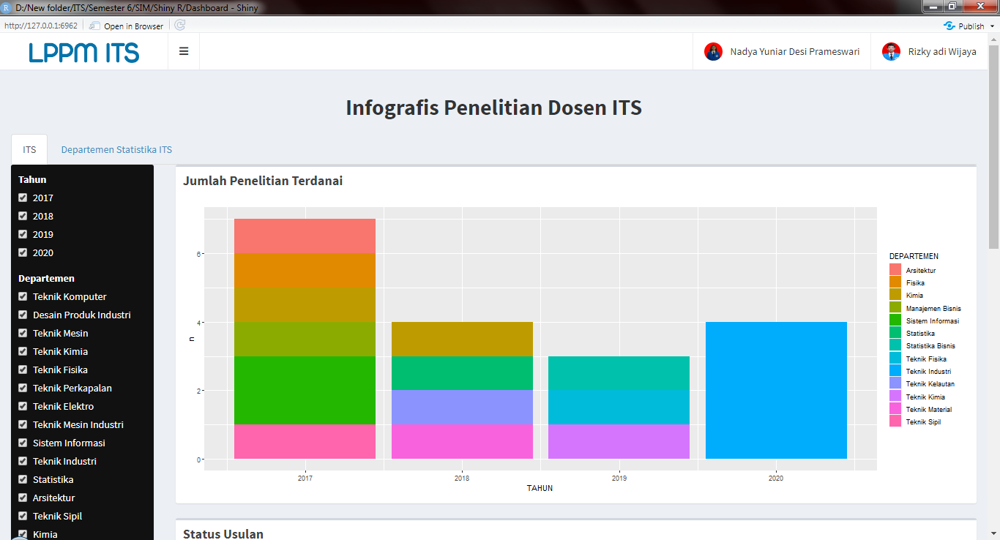 D:/New folder/ITS/Semester 6/SIM/Shiny R/Dashboard - Shiny
http://127.0.0.1:6962 Open in Browser Publish
LPPM ITS Nadya Yuniar Desi Prameswari Rizky adi Wijaya
Infografis Penelitian Dosen ITS
ITS Departemen Statistika ITS
Tahun
2017
2018
2019
2020
Departemen
Teknik Komputer
Desain Produk Industri
Teknik Mesin
Teknik Kimia
Teknik Fisika
Teknik Perkapalan
Teknik Elektro
Teknik Mesin Industri
Sistem Informasi
Teknik Industri
Statistika
Arsitektur
Teknik Sipil
Kimia
Jumlah Penelitian Terdanai
6
4
2
0
n
2017 2018 2019 2020
TAHUN
DEPARTEMEN
Arsitektur
Fisika
Kimia
Manajemen Bisnis
Sistem Informasi
Statistika
Statistika Bisnis
Teknik Fisika
Teknik Industri
Teknik Kelautan
Teknik Kimia
Teknik Material
Teknik Sipil
Status Usulan